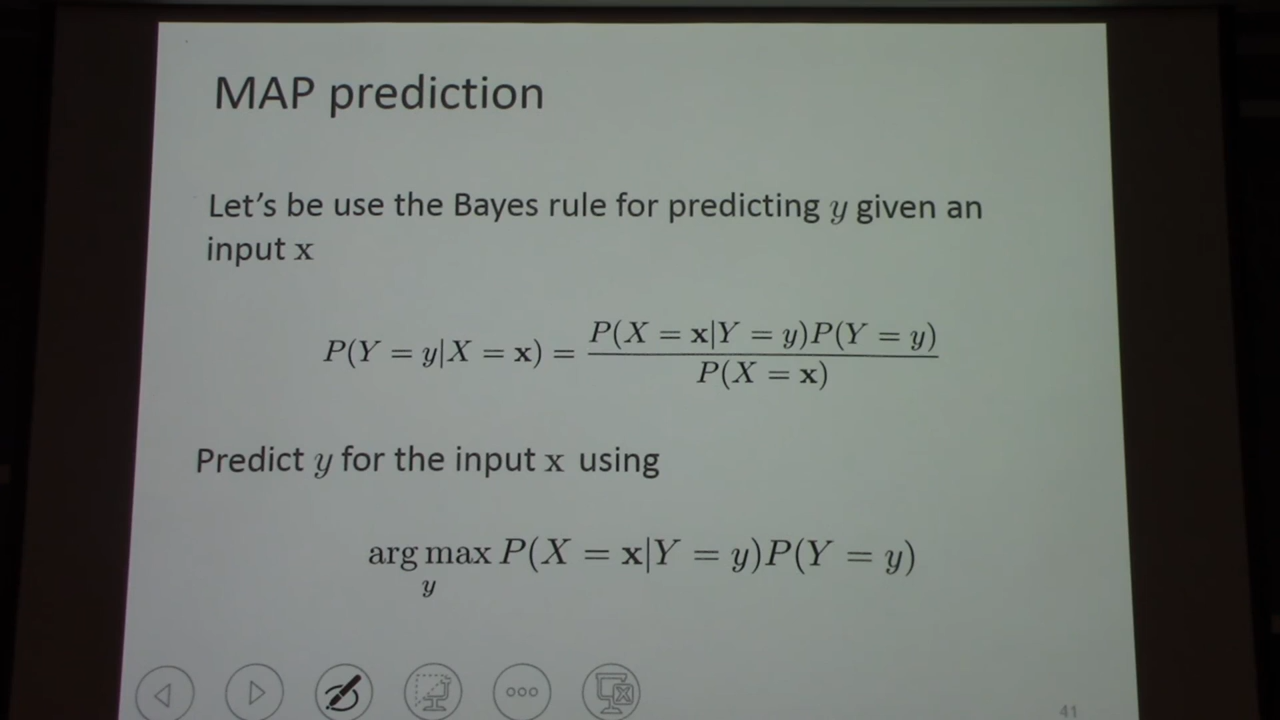 MAP prediction
Let's be use the Bayes rule for predicting y given an
input x
P(Y = y|X = x) = P(X = x|Y = y)P(Y = y) / P(X = x)
Predict y for the input x using
arg max P(X = x|Y = y)P(Y = y)
y
41